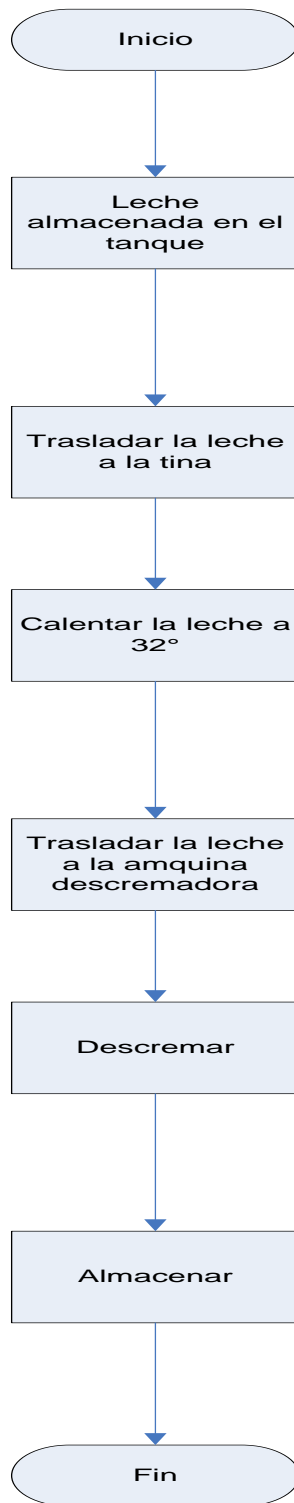 Inicio
Leche
almacenada en el
tanque
Trasladar la leche
a la tina
Calentar la leche a
32°
Trasladar la leche
a la amquina
descremadora
Descremar
Almacenar
Fin